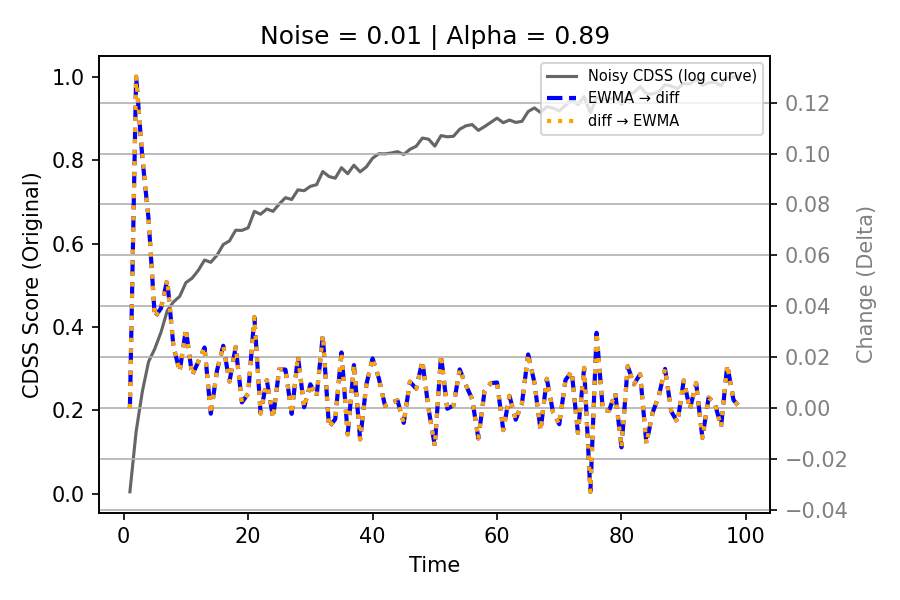 Noise = 0.01 | Alpha = 0.89
Noisy CDSS (log curve)
EWMA → diff
diff → EWMA
CDSS Score (Original)
1.0
0.8
0.6
0.4
0.2
0.0
0.12
0.10
0.08
0.06
0.04
0.02
0.00
−0.02
−0.04
Change (Delta)
0 20 40 60 80 100
Time